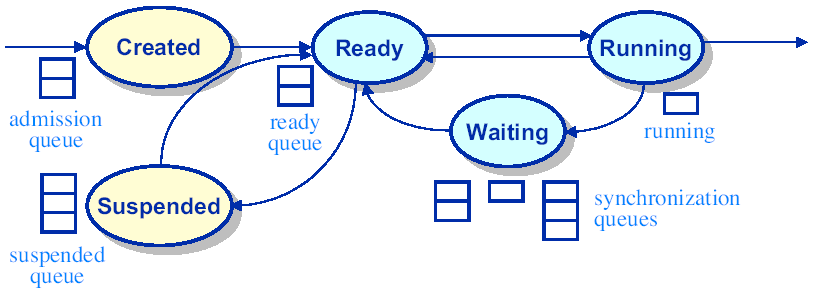 Created
Ready
Running
admission
queue
ready
queue
Waiting
running
Suspended
synchronization
queues
suspended
queue